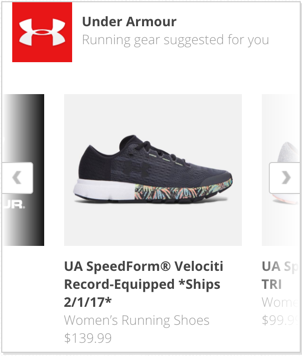 Under Armour
Running gear suggested for you
UR.
UA SpeedForm® Velociti
Record-Equipped *Ships
2/1/17*
Women's Running Shoes
$139.99
UA Sp
TRI
Wome
$99.9